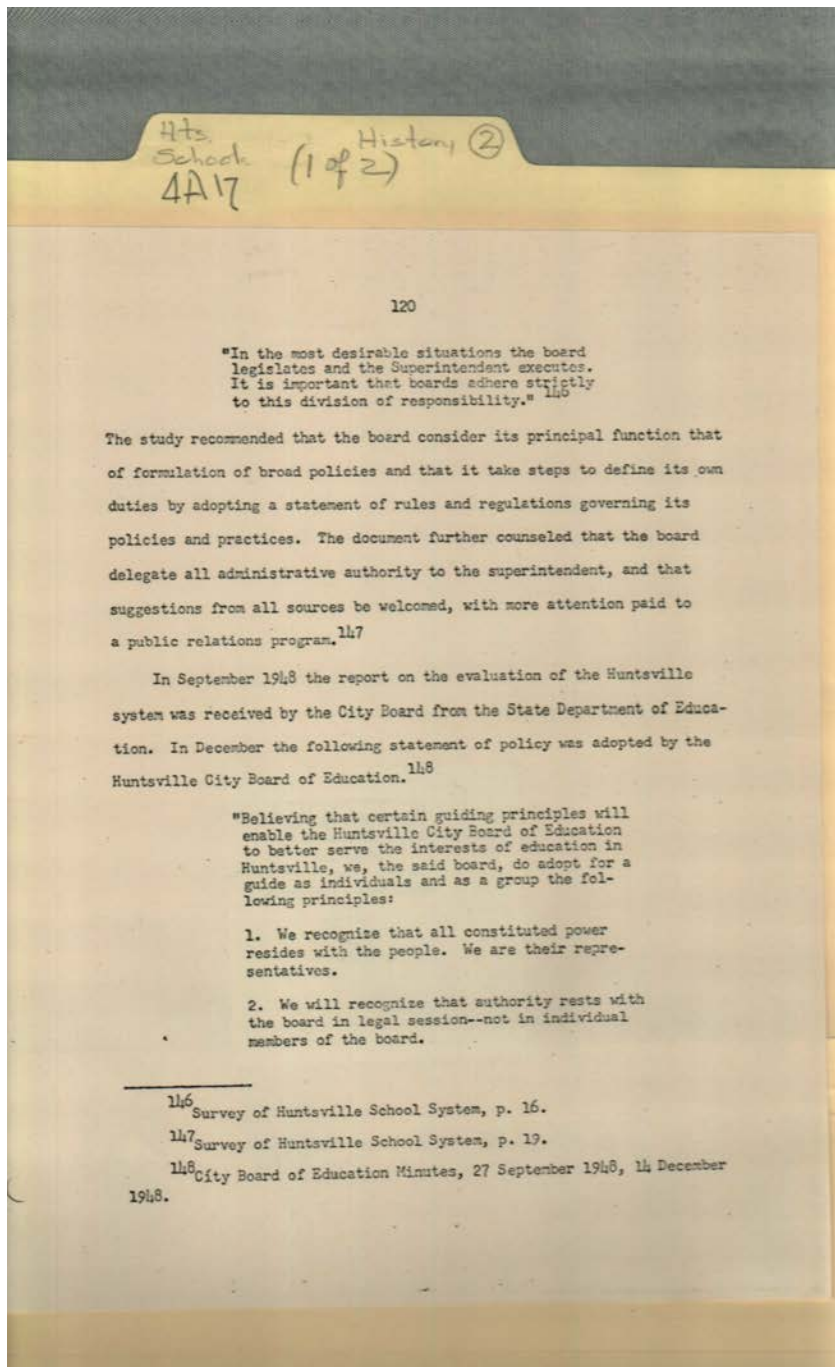 Hts. History ②
School (1 of 2)
4A17
120
"In the most desirable situations the board
legislates and the Superintendent executes.
It is important that boards adhere strictly
to this division of responsibility." 146
The study recommended that the board consider its principal function that
of formulation of broad policies and that it take steps to define its own
duties by adopting a statement of rules and regulations governing its
policies and practices. The document further counseled that the board
delegate all administrative authority to the superintendent, and that
suggestions from all sources be welcomed, with more attention paid to
a public relations program.147
In September 1948 the report on the evaluation of the Huntsville
system was received by the City Board from the State Department of Educa-
tion. In December the following statement of policy was adopted by the
Huntsville City Board of Education.148
"Believing that certain guiding principles will
enable the Huntsville City Board of Education
to better serve the interests of education in
Huntsville, we, the said board, do adopt for a
guide as individuals and as a group the fol-
lowing principles:
1. We recognize that all constituted power
resides with the people. We are their repre-
sentatives.
2. We will recognize that authority rests with
the board in legal session--not in individual
members of the board.
146Survey of Huntsville School System, p. 16.
147Survey of Huntsville School System, p. 19.
148City Board of Education Minutes, 27 September 1948, 14 December
1948.